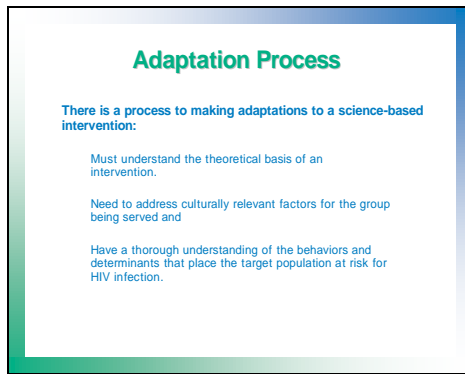 Adaptation Process
There is a process to making adaptations to a science-based
intervention:
Must understand the theoretical basis of an
intervention.
Need to address culturally relevant factors for the group
being served and
Have a thorough understanding of the behaviors and
determinants that place the target population at risk for
HIV infection.